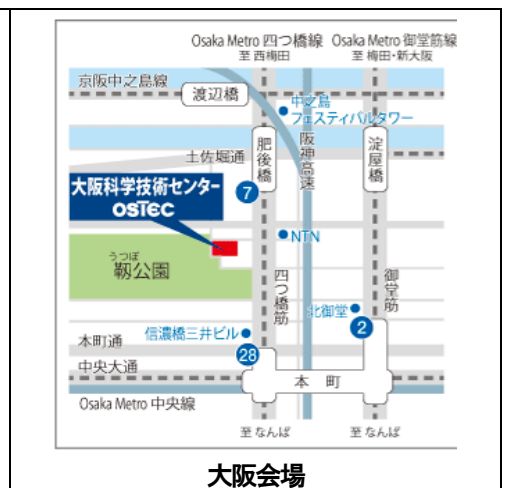 Osaka Metro 四つ橋線
至 西梅田
Osaka Metro 御堂筋線
至 梅田・新大阪
京阪中之島線
渡辺橋
中之島
フェスティバルタワー
肥後橋
阪神高速
淀屋橋
土佐堀通
大阪科学技術センター
OSTEC
7
NTN
うつぼ
靱公園
四つ橋筋
御堂筋
北御堂
2
信濃橋三井ビル
本町通
28
中央大通
本町
Osaka Metro 中央線
至 なんば
至 なんば
大阪会場